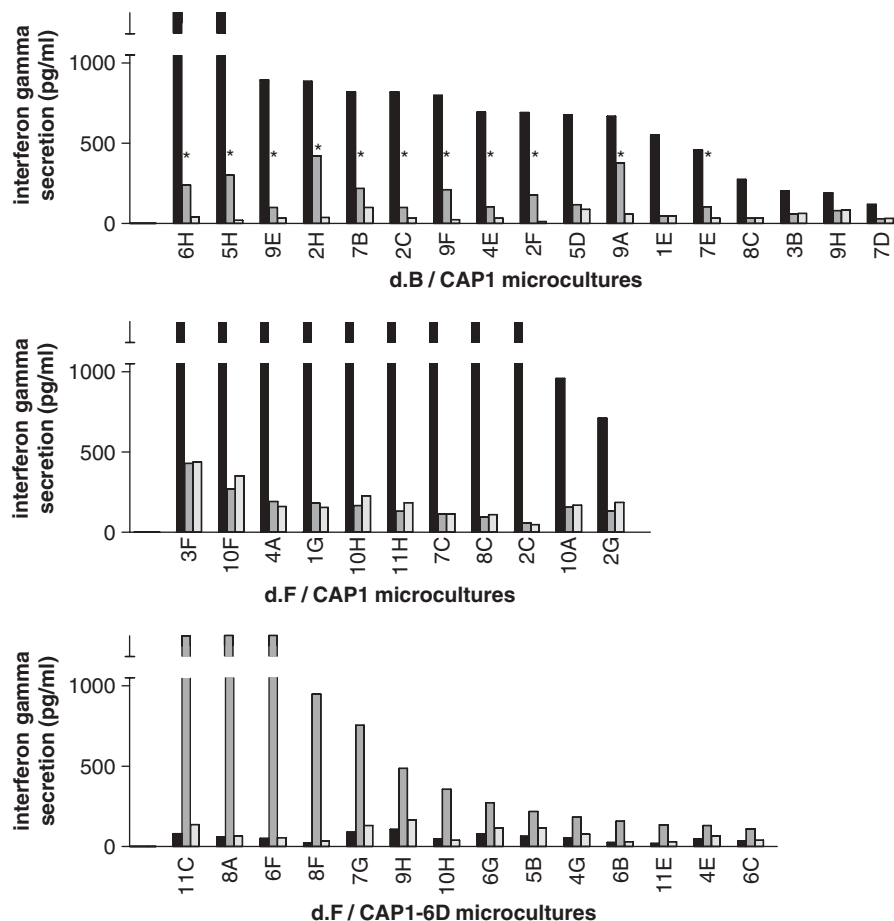 interferon gamma
secretion (pg/ml)
1000
500
0
* * * * * * * * * * *
6H 5H 9E 2H 7B 2C 9F 4E 2F 5D 9A 1E 7E 8C 3B 9H 7D
d.B / CAP1 microcultures
interferon gamma
secretion (pg/ml)
1000
500
0
3F 10F 4A 1G 10H 11H 7C 8C 2C 10A 2G
d.F / CAP1 microcultures
interferon gamma
secretion (pg/ml)
1000
500
0
11C 8A 6F 8F 7G 9H 10H 6G 5B 4G 6B 11E 4E 6C
d.F / CAP1-6D microcultures